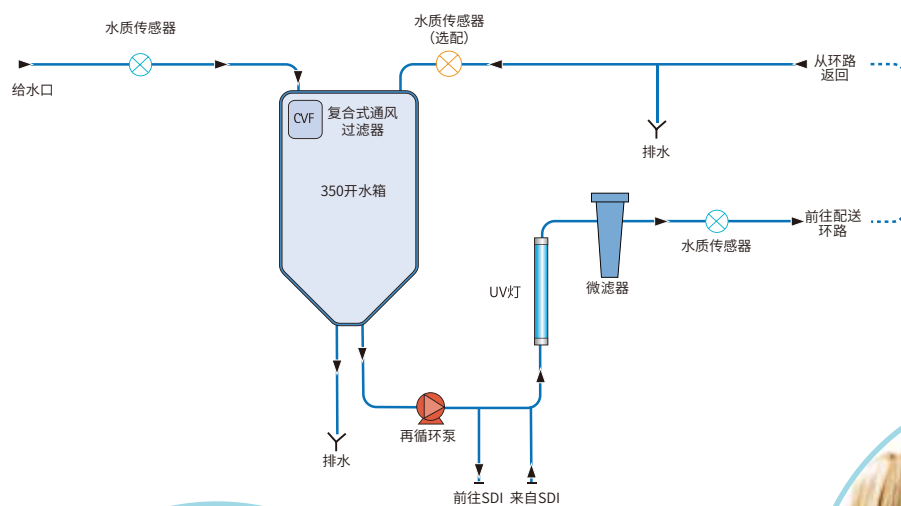 水质传感器
水质传感器
（选配）
给水口
从环路
返回
CVF
复合式通风
过滤器
排水
350开水箱
前往配送
环路
水质传感器
UV灯
微滤器
再循环泵
排水
前往SDI
来自SDI